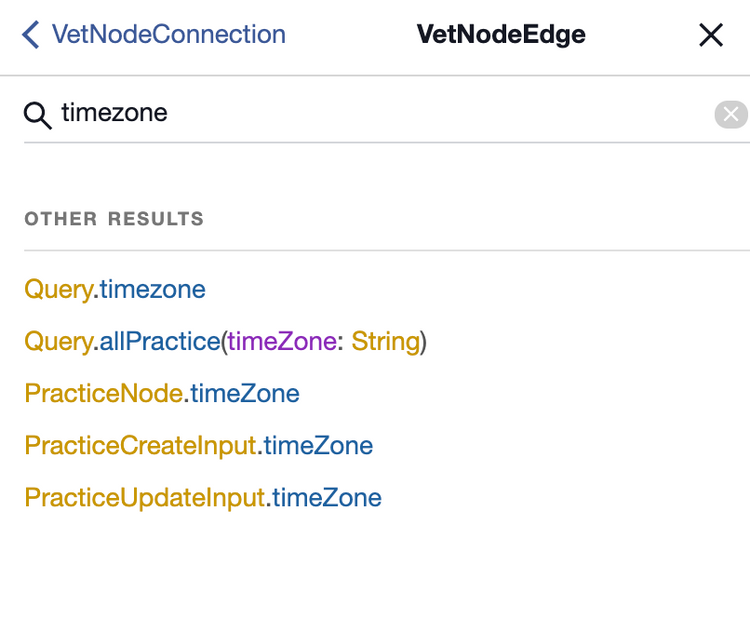 VetNodeConnection VetNodeEdge
timezone
OTHER RESULTS
Query.timezone
Query.allPractice(timeZone: String)
PracticeNode.timeZone
PracticeCreateInput.timeZone
PracticeUpdateInput.timeZone